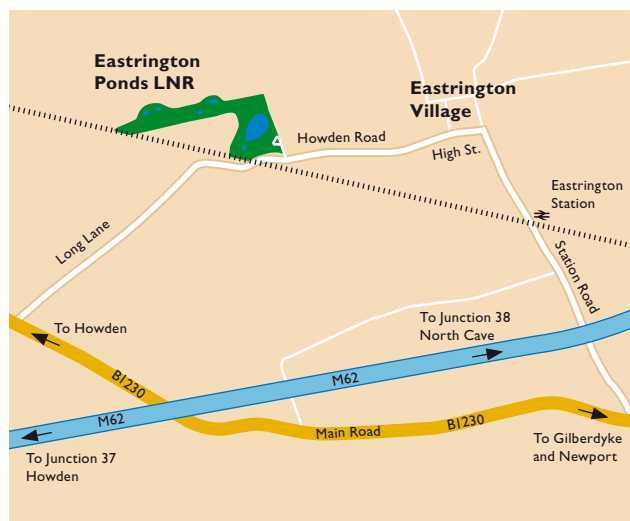 Eastrington
Ponds LNR
Eastrington
Village
Howden Road
High St.
Eastrington
Station
Long Lane
Station Road
To Howden
To Junction 38
North Cave
B1230
M62
M62
Main Road
B1230
To Junction 37
Howden
To Gilberdyke
and Newport